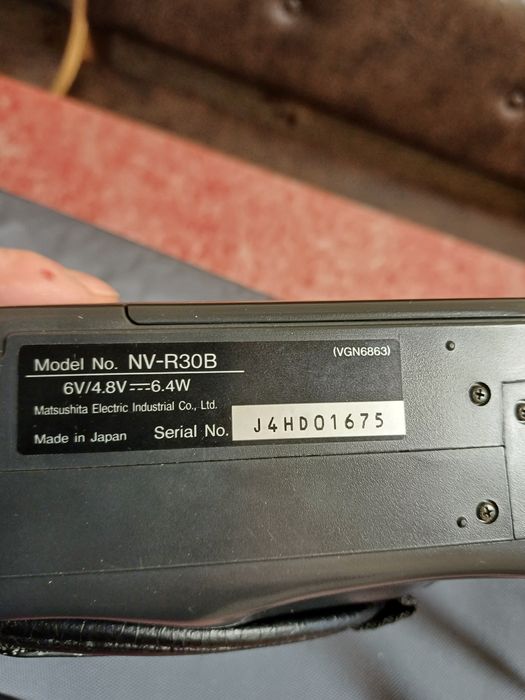 Model No. NV-R30B (VGN6863)
6V/4.8V⎓6.4W
Matsushita Electric Industrial Co., Ltd.
Made in Japan Serial No. J4HD01675